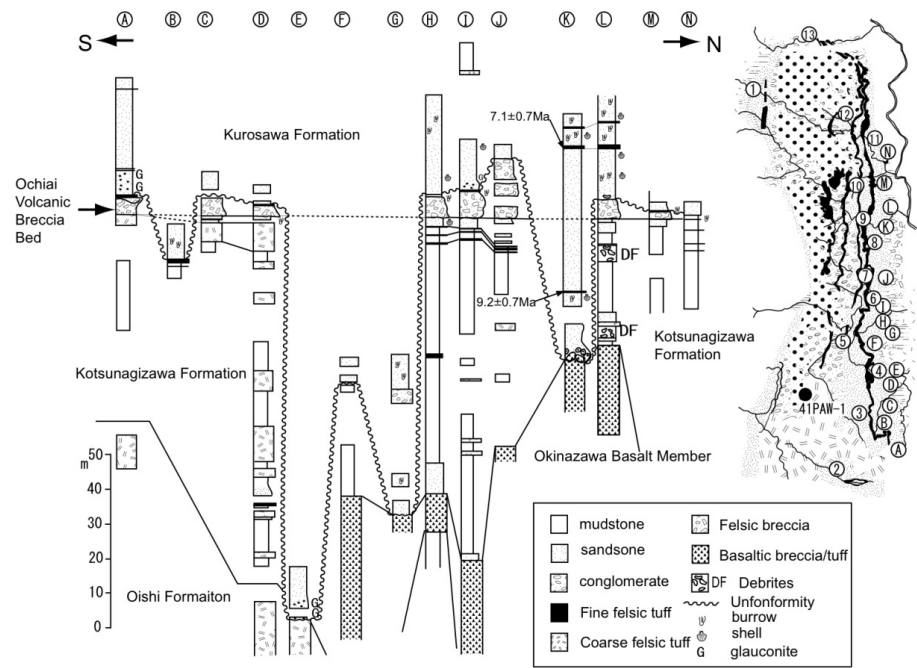 Ⓐ Ⓑ Ⓒ Ⓓ Ⓔ Ⓕ Ⓖ Ⓗ Ⓘ Ⓙ Ⓚ Ⓛ Ⓜ Ⓝ
S
N
7.1±0.7Ma
Kurosawa Formation
G
G
G
Ochiai
Volcanic
Breccia
Bed
DF
9.2±0.7Ma
DF
Kotsunagizawa
Formation
Kotsunagizawa Formation
Okinazawa Basalt Member
50
m
40
30
20
10
0
Oishi Formaiton
G
G
⑬
①
⑫
⑪
Ⓝ
⑩
Ⓜ
Ⓛ
⑨
Ⓚ
⑧
⑦
Ⓙ
⑥
Ⓘ
Ⓗ
⑤
Ⓖ
Ⓕ
④
Ⓔ
Ⓓ
41PAW-1
③
Ⓒ
Ⓑ
Ⓐ
②
mudstone
sandsone
conglomerate
Fine felsic tuff
Coarse felsic tuff
Felsic breccia
Basaltic breccia/tuff
DF Debrites
Unfonformity
burrow
shell
G glauconite